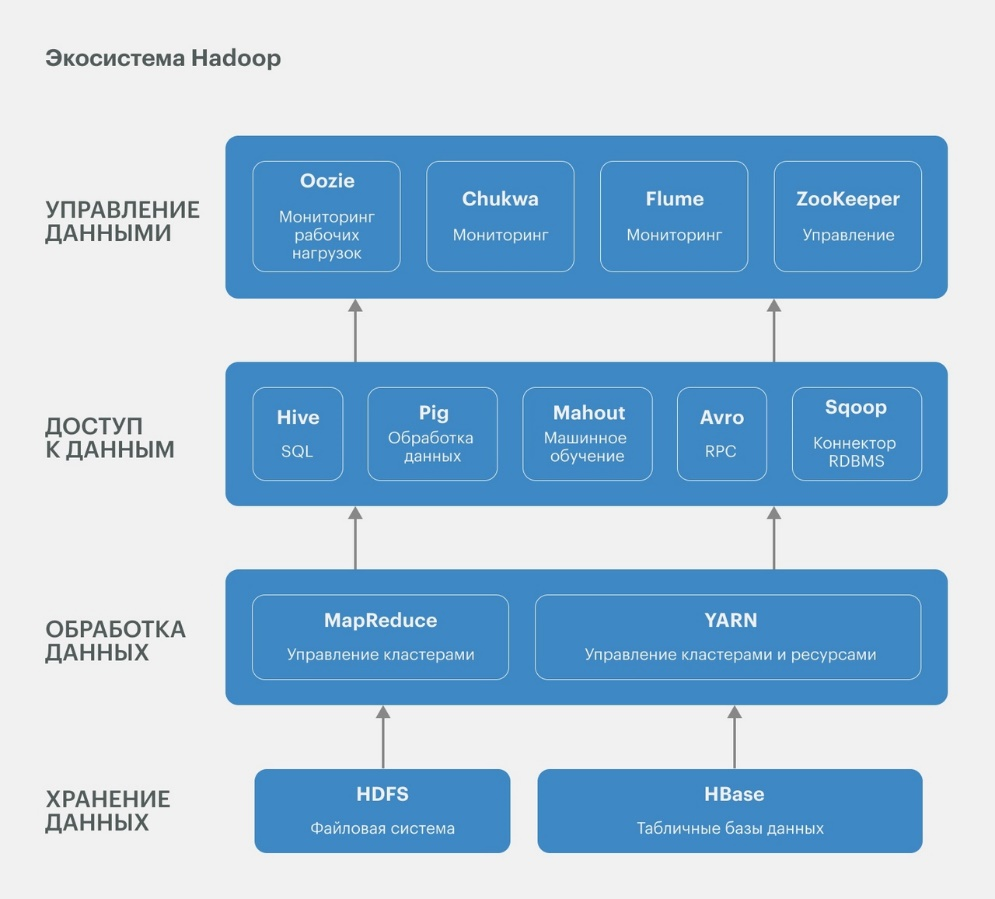 Экосистема Hadoop
УПРАВЛЕНИЕ
ДАННЫМИ
Oozie
Мониторинг
рабочих
нагрузок
Chukwa
Мониторинг
Flume
Мониторинг
ZooKeeper
Управление
ДОСТУП
К ДАННЫМ
Hive
SQL
Pig
Обработка
данных
Mahout
Машинное
обучение
Avro
RPC
Sqoop
Коннектор
RDBMS
ОБРАБОТКА
ДАННЫХ
MapReduce
Управление кластерами
YARN
Управление кластерами и ресурсами
ХРАНЕНИЕ
ДАННЫХ
HDFS
Файловая система
HBase
Табличные базы данных